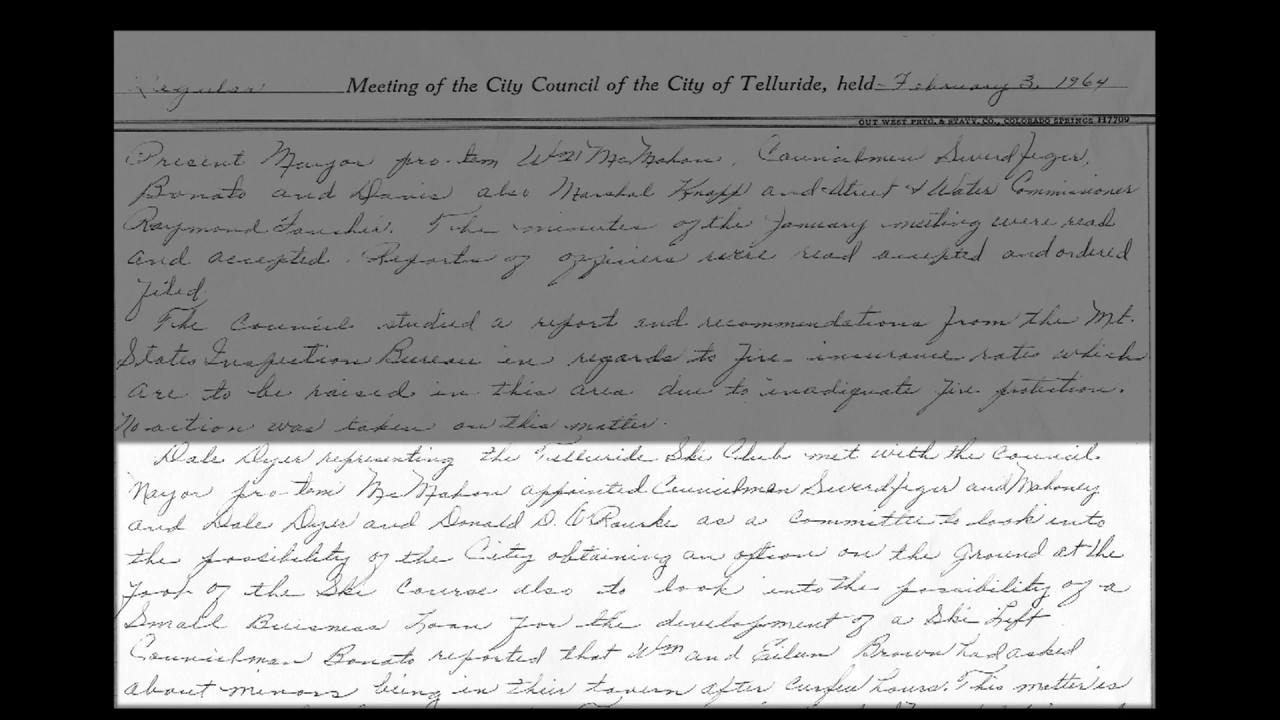 Regular Meeting of the City Council of the City of Telluride, held February 3, 1964
OUT WEST PRTG. & STATY. CO., COLORADO SPRINGS H7709
Present Mayor pro-tem Wm McMahon, Councilmen Swerdfeger,
Bonato and Davis also Marshal Knapp and Street & Water Commissioner
Raymond Fansher. The minutes of the January meeting were read
and accepted. Reports of officers were read accepted and ordered
filed.
The Council studied a report and recommendations from the Mt.
States Inspection Bureau in regards to fire insurance rates which
are to be raised in this area due to inadiquate fire protection.
No action was taken on this matter.
Dale Dyer representing the Telluride Ski Club met with the Council
Mayor pro-tem McMahon appointed Councilmen Swerdfeger and Mahoney
and Dale Dyer and Donald D. O'Rourke as a committee to look into
the possibility of the City obtaining an option on the ground at the
foot of the Ski Course also to look into the possibility of a
Small Buisness Loan for the development of a Ski Lift
Councilman Bonato reported that Wm and Eileen Brown had asked
about minors being in their tavern after curfew hours. This matter is